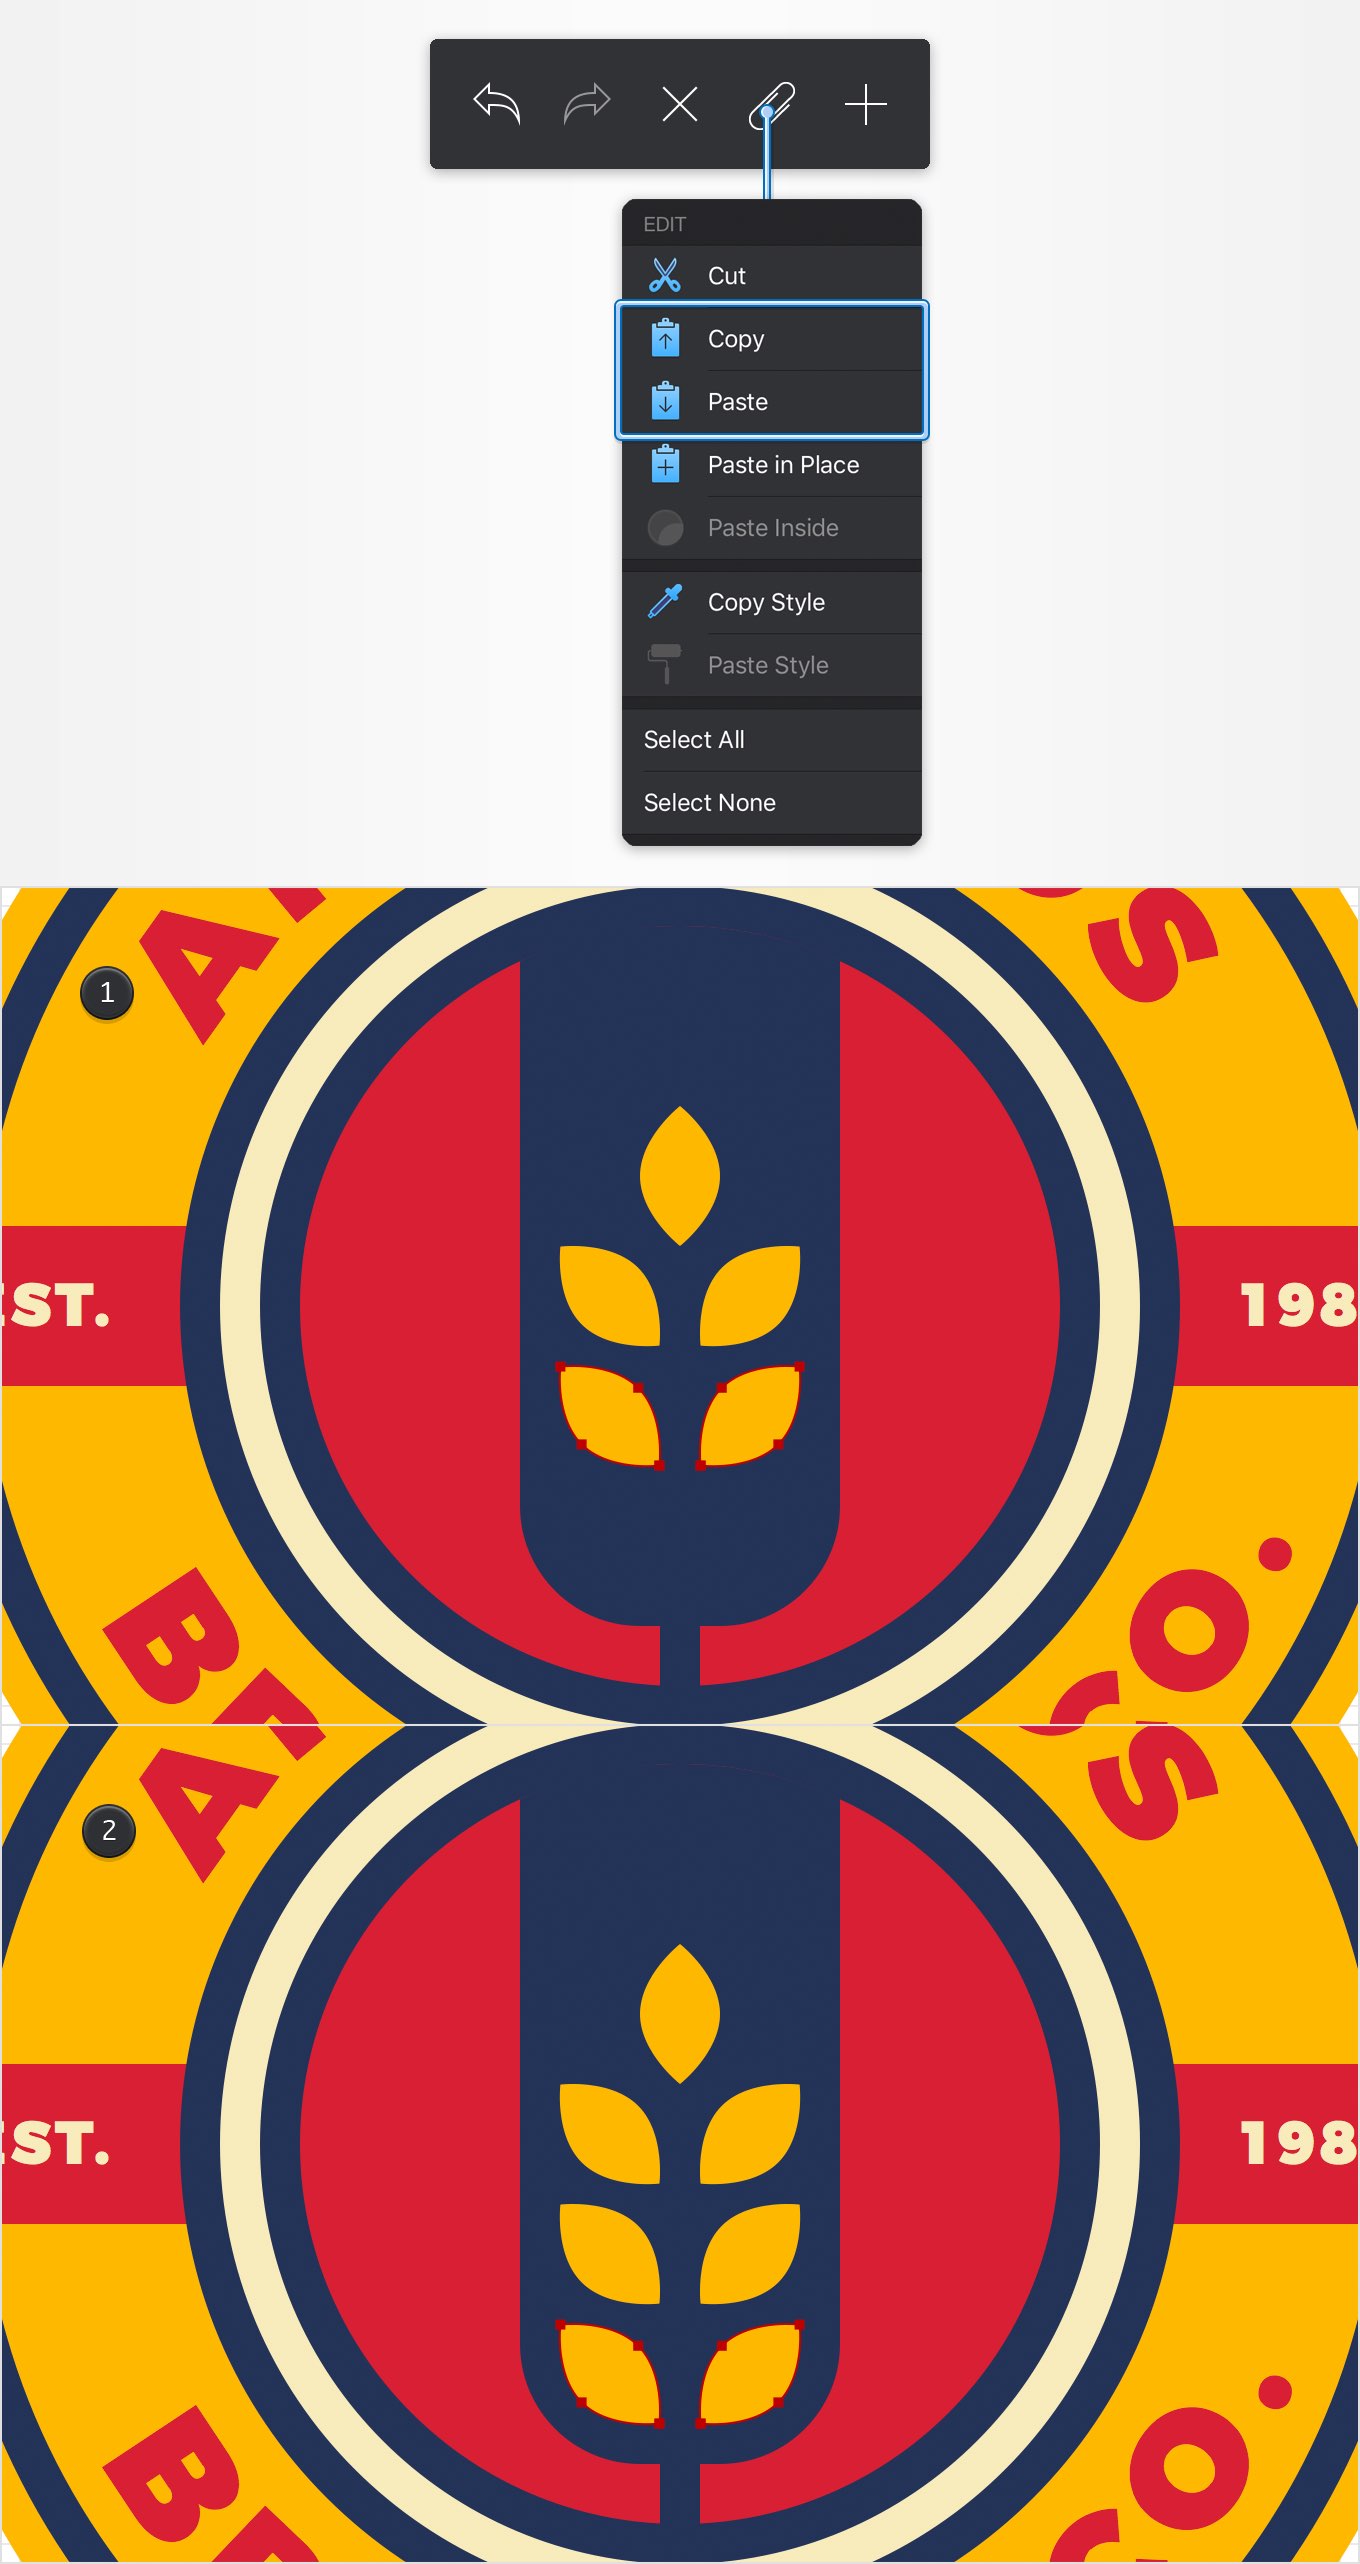 EDIT
Cut
Copy
Paste
Paste in Place
Paste Inside
Copy Style
Paste Style
Select All
Select None
1
A
S
ST.
198
B
O
2
A
S
ST.
198
B
O